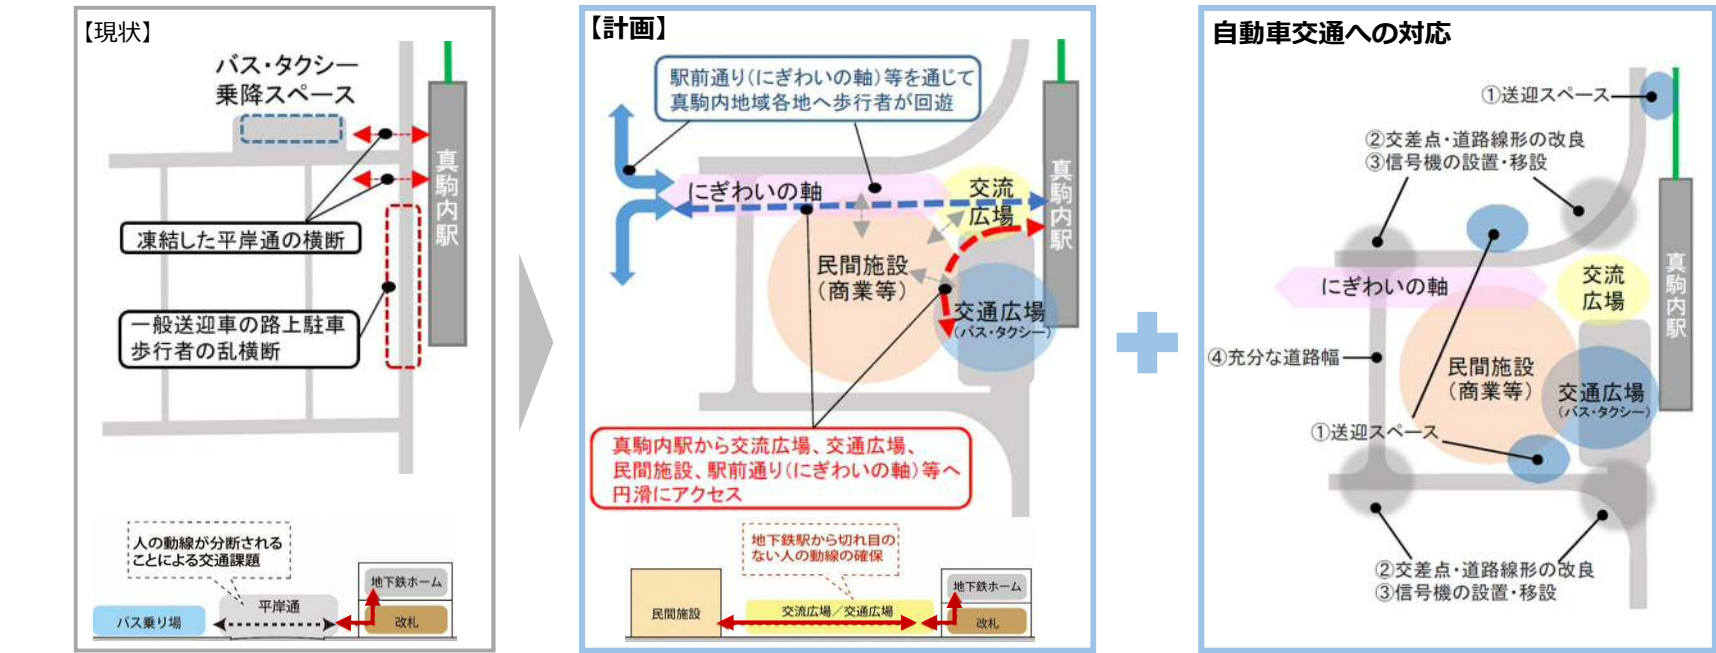 【現状】
バス・タクシー
乗降スペース
真駒内駅
凍結した平岸通の横断
一般送迎車の路上駐車
歩行者の乱横断
人の動線が分断される
ことによる交通課題
地下鉄ホーム
平岸通
バス乗り場
改札
【計画】
駅前通り(にぎわいの軸)等を通じて
真駒内地域各地へ歩行者が回遊
真駒内駅
にぎわいの軸
交流
広場
民間施設
(商業等)
交通広場
(バス・タクシー)
真駒内駅から交流広場、交通広場、
民間施設、駅前通り(にぎわいの軸)等へ
円滑にアクセス
地下鉄駅から切れ目の
ない人の動線の確保
地下鉄ホーム
民間施設
交流広場／交通広場
改札
自動車交通への対応
①送迎スペース
②交差点・道路線形の改良
③信号機の設置・移設
真駒内駅
にぎわいの軸
交流
広場
④充分な道路幅
民間施設
(商業等)
交通広場
(バス・タクシー)
①送迎スペース
②交差点・道路線形の改良
③信号機の設置・移設